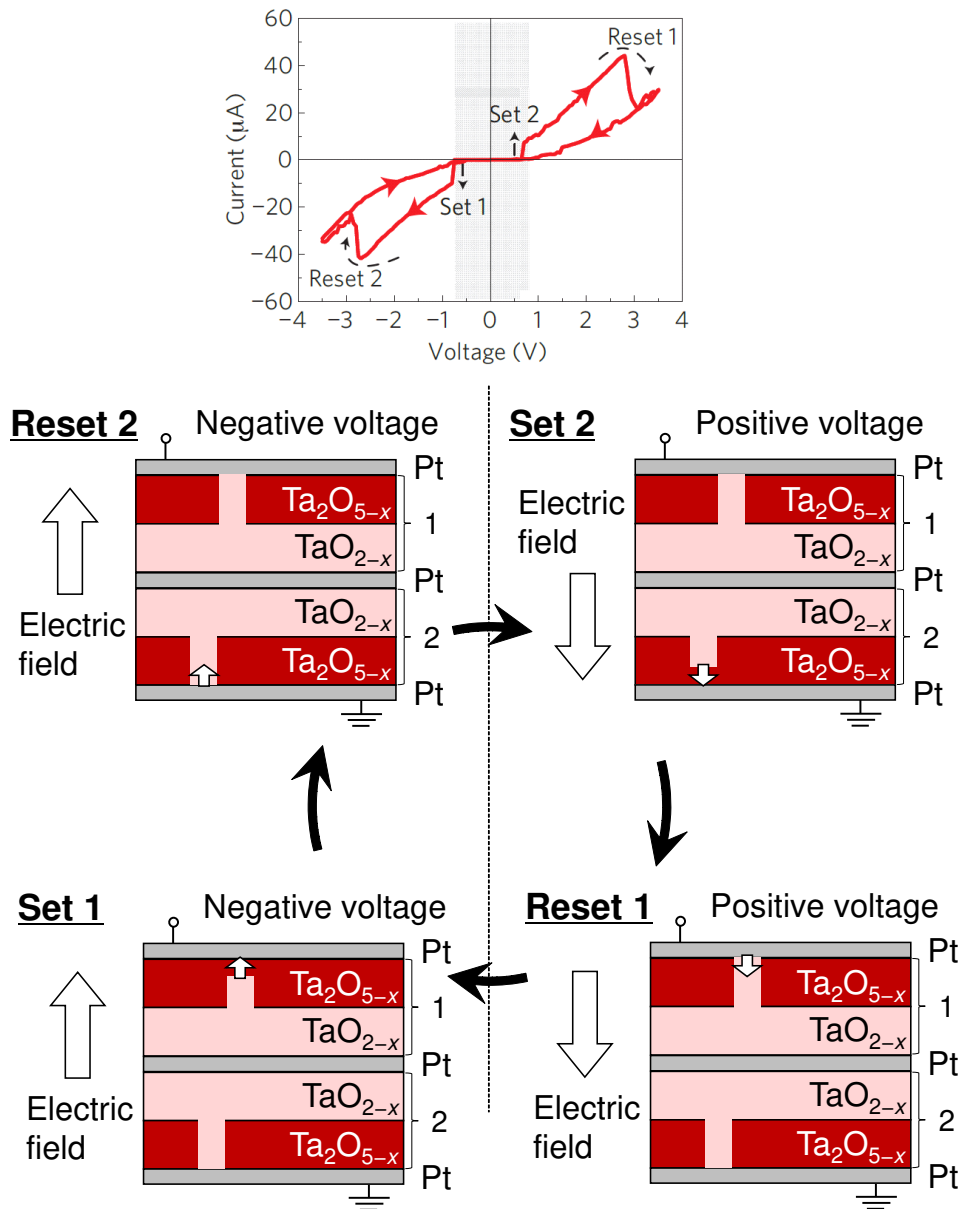 60
40
20
0
−20
−40
−60
Current (µA)
Reset 1
Set 2
Set 1
Reset 2
−4 −3 −2 −1 0 1 2 3 4
Voltage (V)
Reset 2
Negative voltage
Pt
Ta₂O₅₋ₓ
1
TaO₂₋ₓ
Pt
TaO₂₋ₓ
2
Ta₂O₅₋ₓ
Pt
Electric
field
Set 2
Positive voltage
Pt
Electric
field
Ta₂O₅₋ₓ
1
TaO₂₋ₓ
Pt
TaO₂₋ₓ
2
Ta₂O₅₋ₓ
Pt
Set 1
Negative voltage
Pt
Ta₂O₅₋ₓ
1
TaO₂₋ₓ
Pt
TaO₂₋ₓ
2
Ta₂O₅₋ₓ
Pt
Electric
field
Reset 1
Positive voltage
Pt
Ta₂O₅₋ₓ
1
TaO₂₋ₓ
Pt
TaO₂₋ₓ
2
Ta₂O₅₋ₓ
Pt
Electric
field